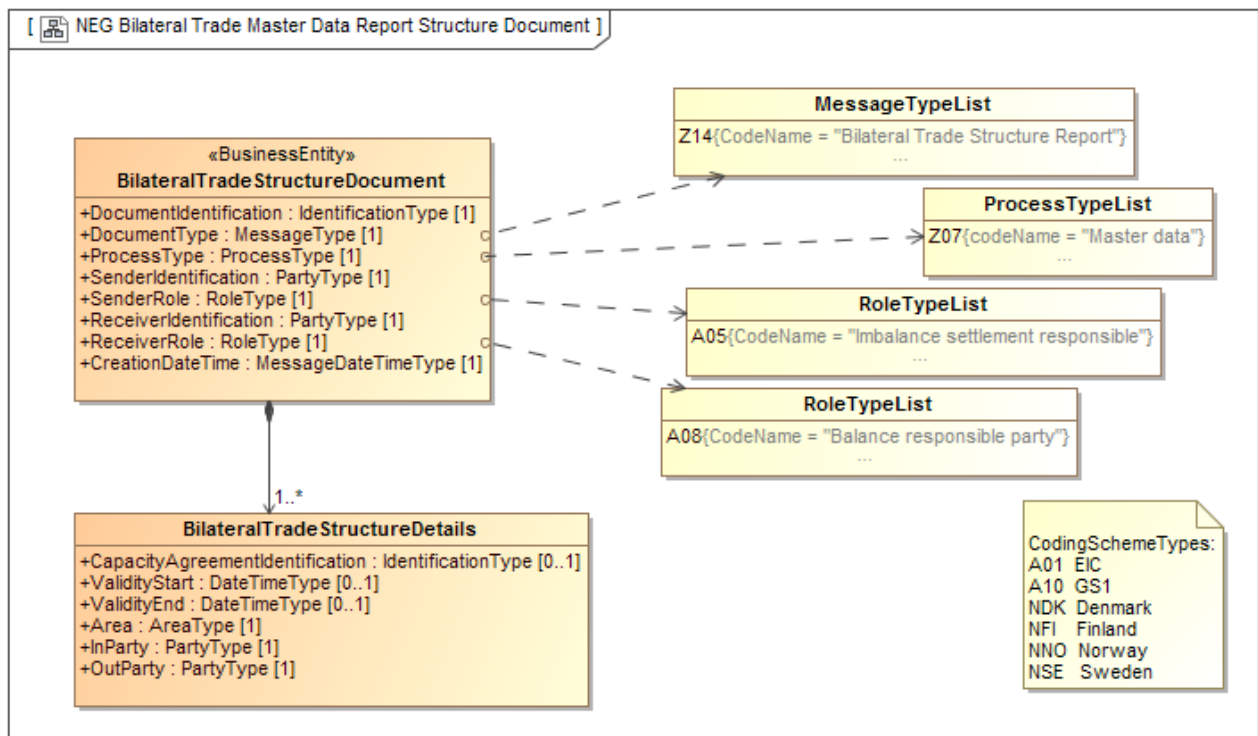 [ NEG Bilateral Trade Master Data Report Structure Document ]
«BusinessEntity»
BilateralTradeStructureDocument
+DocumentIdentification : IdentificationType [1]
+DocumentType : MessageType [1]
+ProcessType : ProcessType [1]
+SenderIdentification : PartyType [1]
+SenderRole : RoleType [1]
+ReceiverIdentification : PartyType [1]
+ReceiverRole : RoleType [1]
+CreationDateTime : MessageDateTimeType [1]
1..*
BilateralTradeStructureDetails
+CapacityAgreementIdentification : IdentificationType [0..1]
+ValidityStart : DateTimeType [0..1]
+ValidityEnd : DateTimeType [0..1]
+Area : AreaType [1]
+InParty : PartyType [1]
+OutParty : PartyType [1]
MessageTypeList
Z14{CodeName = "Bilateral Trade Structure Report"}
...
ProcessTypeList
Z07{codeName = "Master data"}
...
RoleTypeList
A05{CodeName = "Imbalance settlement responsible"}
...
RoleTypeList
A08{CodeName = "Balance responsible party"}
...
CodingSchemeTypes:
A01 EIC
A10 GS1
NDK Denmark
NFI Finland
NNO Norway
NSE Sweden